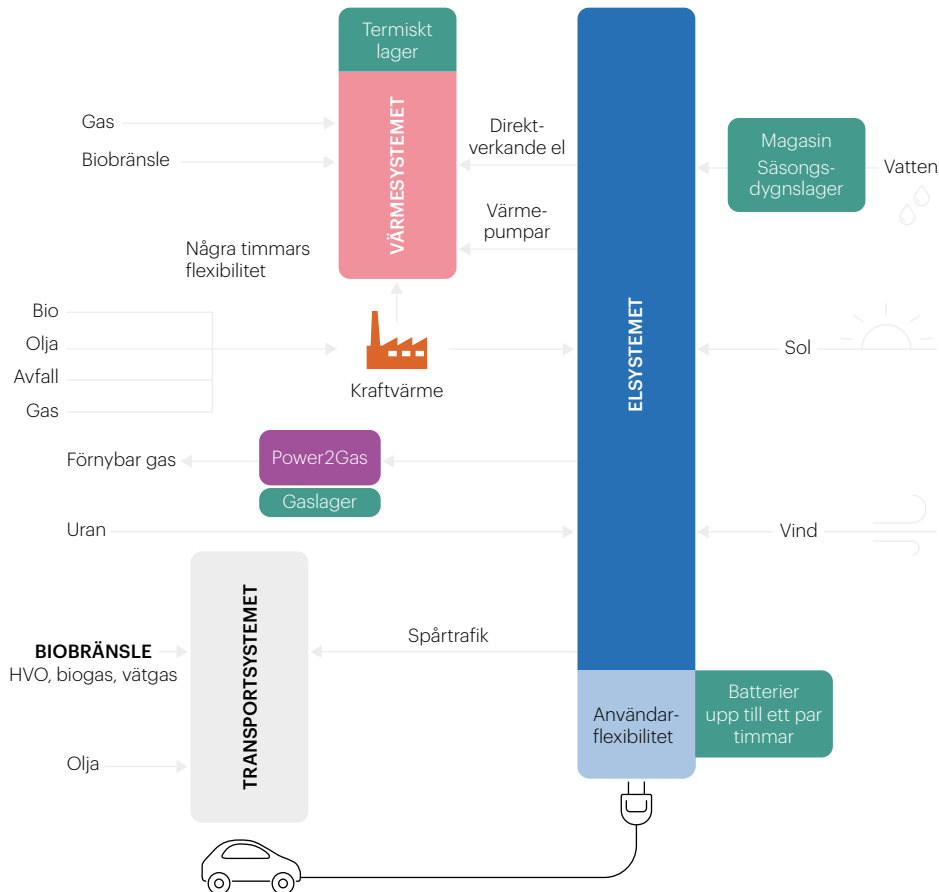 Termiskt
lager
VÄRMESYSTEMET
Gas
Biobränsle
Direkt-
verkande el
Värme-
pumpar
Några timmars
flexibilitet
Bio
Olja
Avfall
Gas
Kraftvärme
ELSYSTEMET
Magasin
Säsongs-
dygnslager
Vatten
Sol
Förnybar gas
Power2Gas
Gaslager
Uran
Vind
TRANSPORTSYSTEMET
Spårtrafik
BIOBRÄNSLE
HVO, biogas, vätgas
Olja
Användar-
flexibilitet
Batterier
upp till ett par
timmar